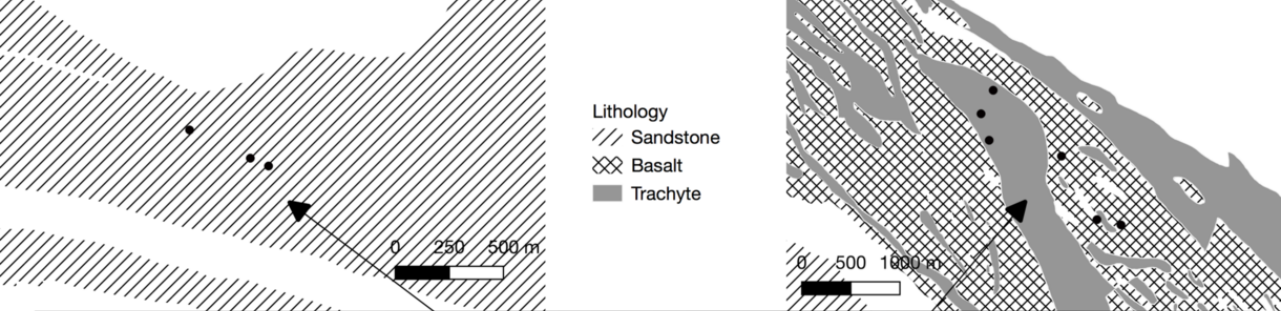 Lithology
Sandstone
Basalt
Trachyte
0 250 500 m
0 500 1000 m